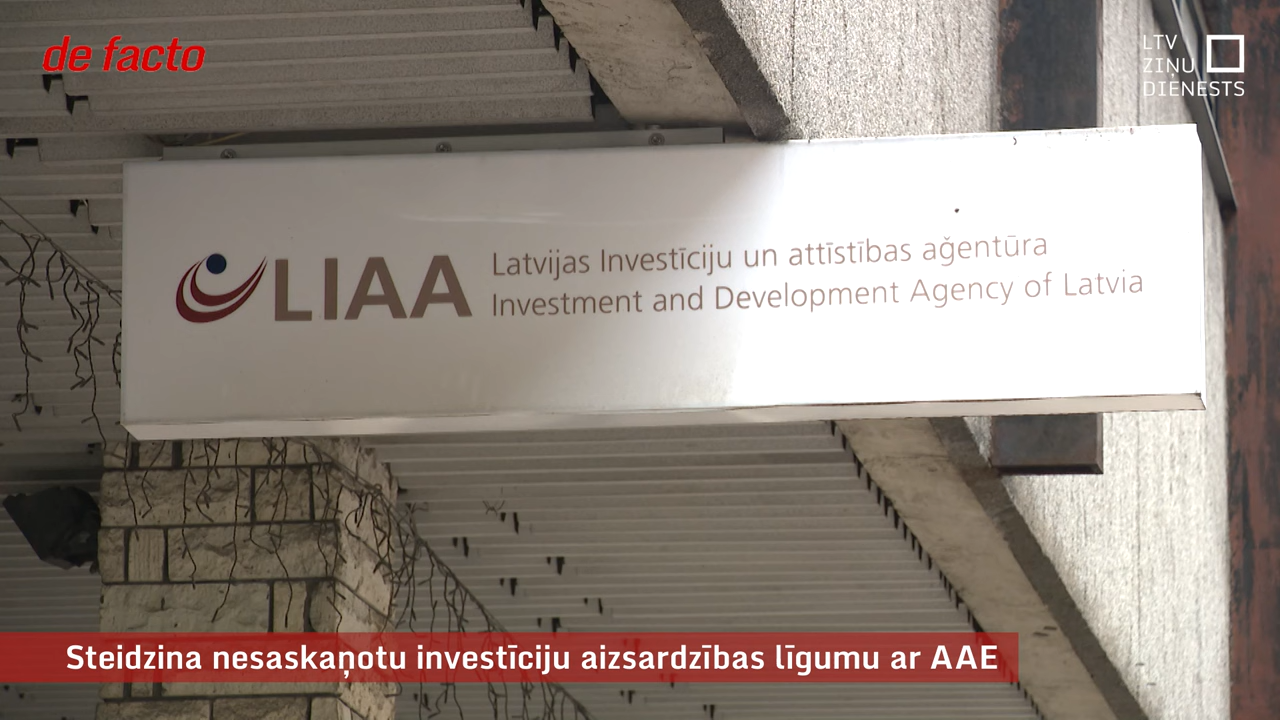 de facto
LTV
ZIŅU
DIENESTS
LIAA
Latvijas Investīciju un attīstības aģentūra
Investment and Development Agency of Latvia
Steidzina nesaskaņotu investīciju aizsardzības līgumu ar AAE